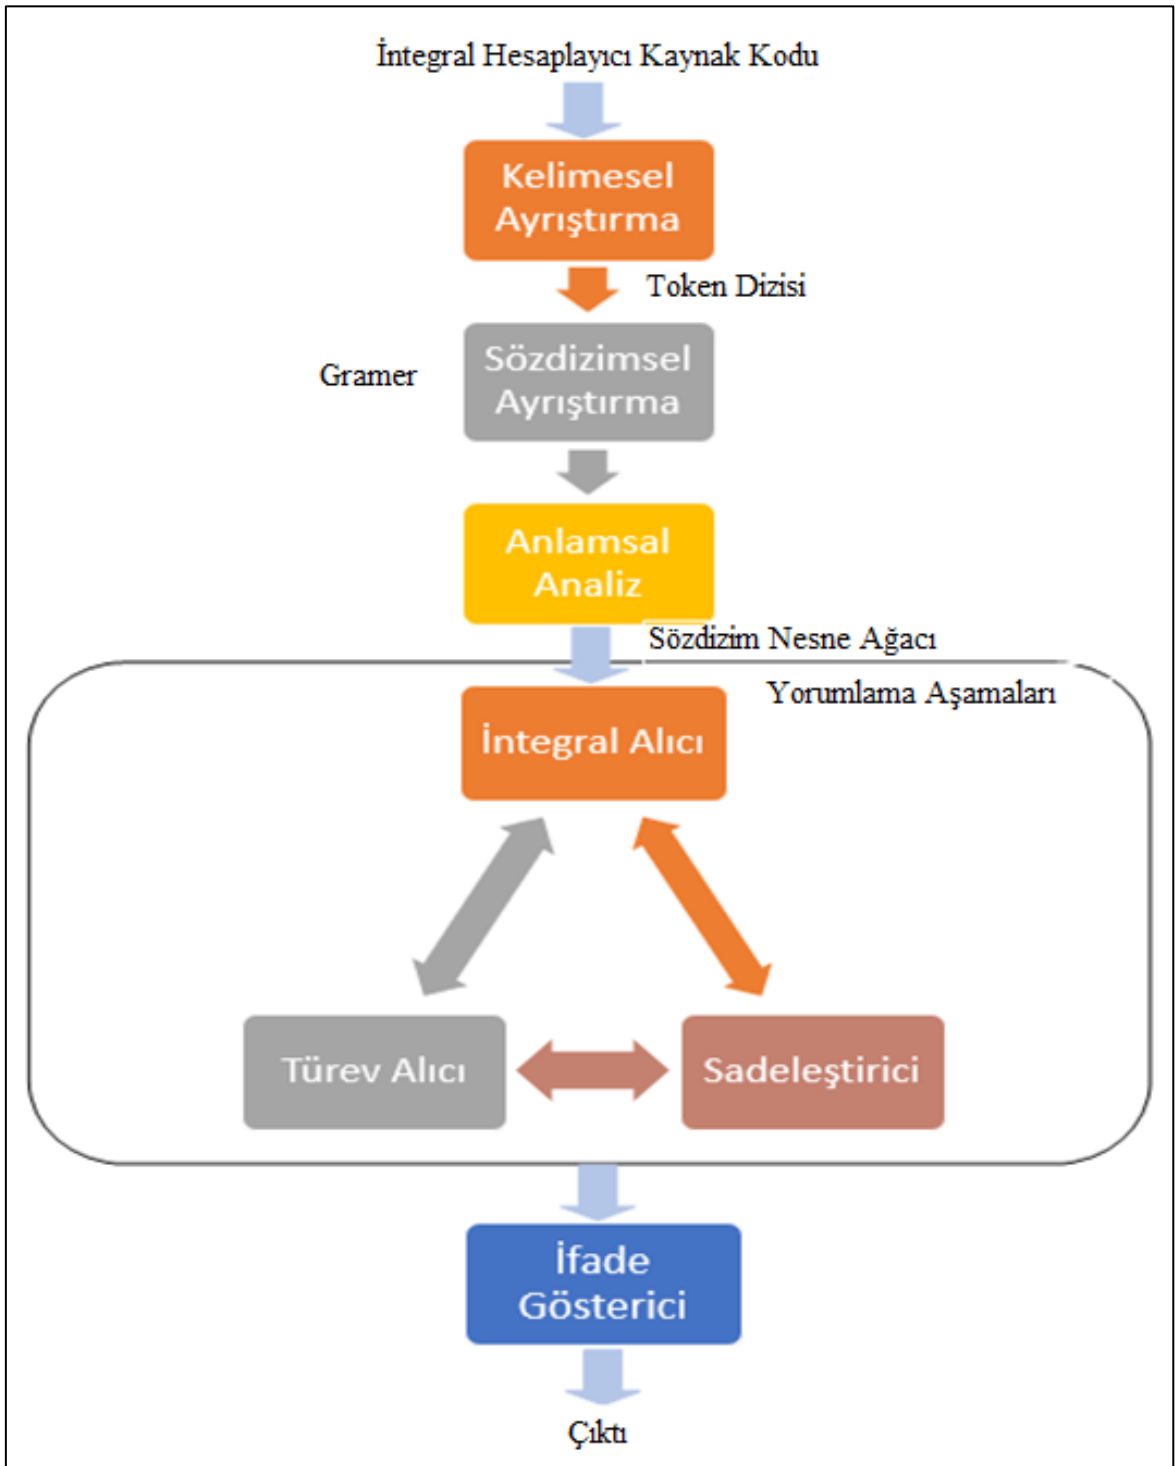 İntegral Hesaplayıcı Kaynak Kodu
Kelimesel
Ayrıştırma
Token Dizisi
Gramer
Sözdizimsel
Ayrıştırma
Anlamsal
Analiz
Sözdizim Nesne Ağacı
Yorumlama Aşamaları
İntegral Alıcı
Türev Alıcı
Sadeleştirici
İfade
Gösterici
Çıktı